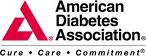 American
Diabetes
Association®
Cure • Care • Commitment®